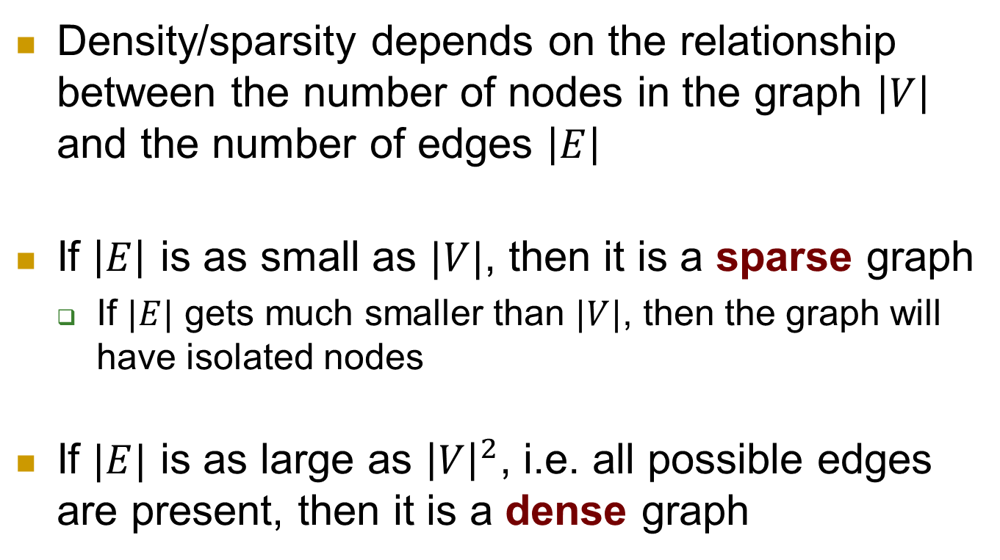 Density/sparsity depends on the relationship
between the number of nodes in the graph |V|
and the number of edges |E|
If |E| is as small as |V|, then it is a sparse graph
If |E| gets much smaller than |V|, then the graph will
have isolated nodes
If |E| is as large as |V|², i.e. all possible edges
are present, then it is a dense graph